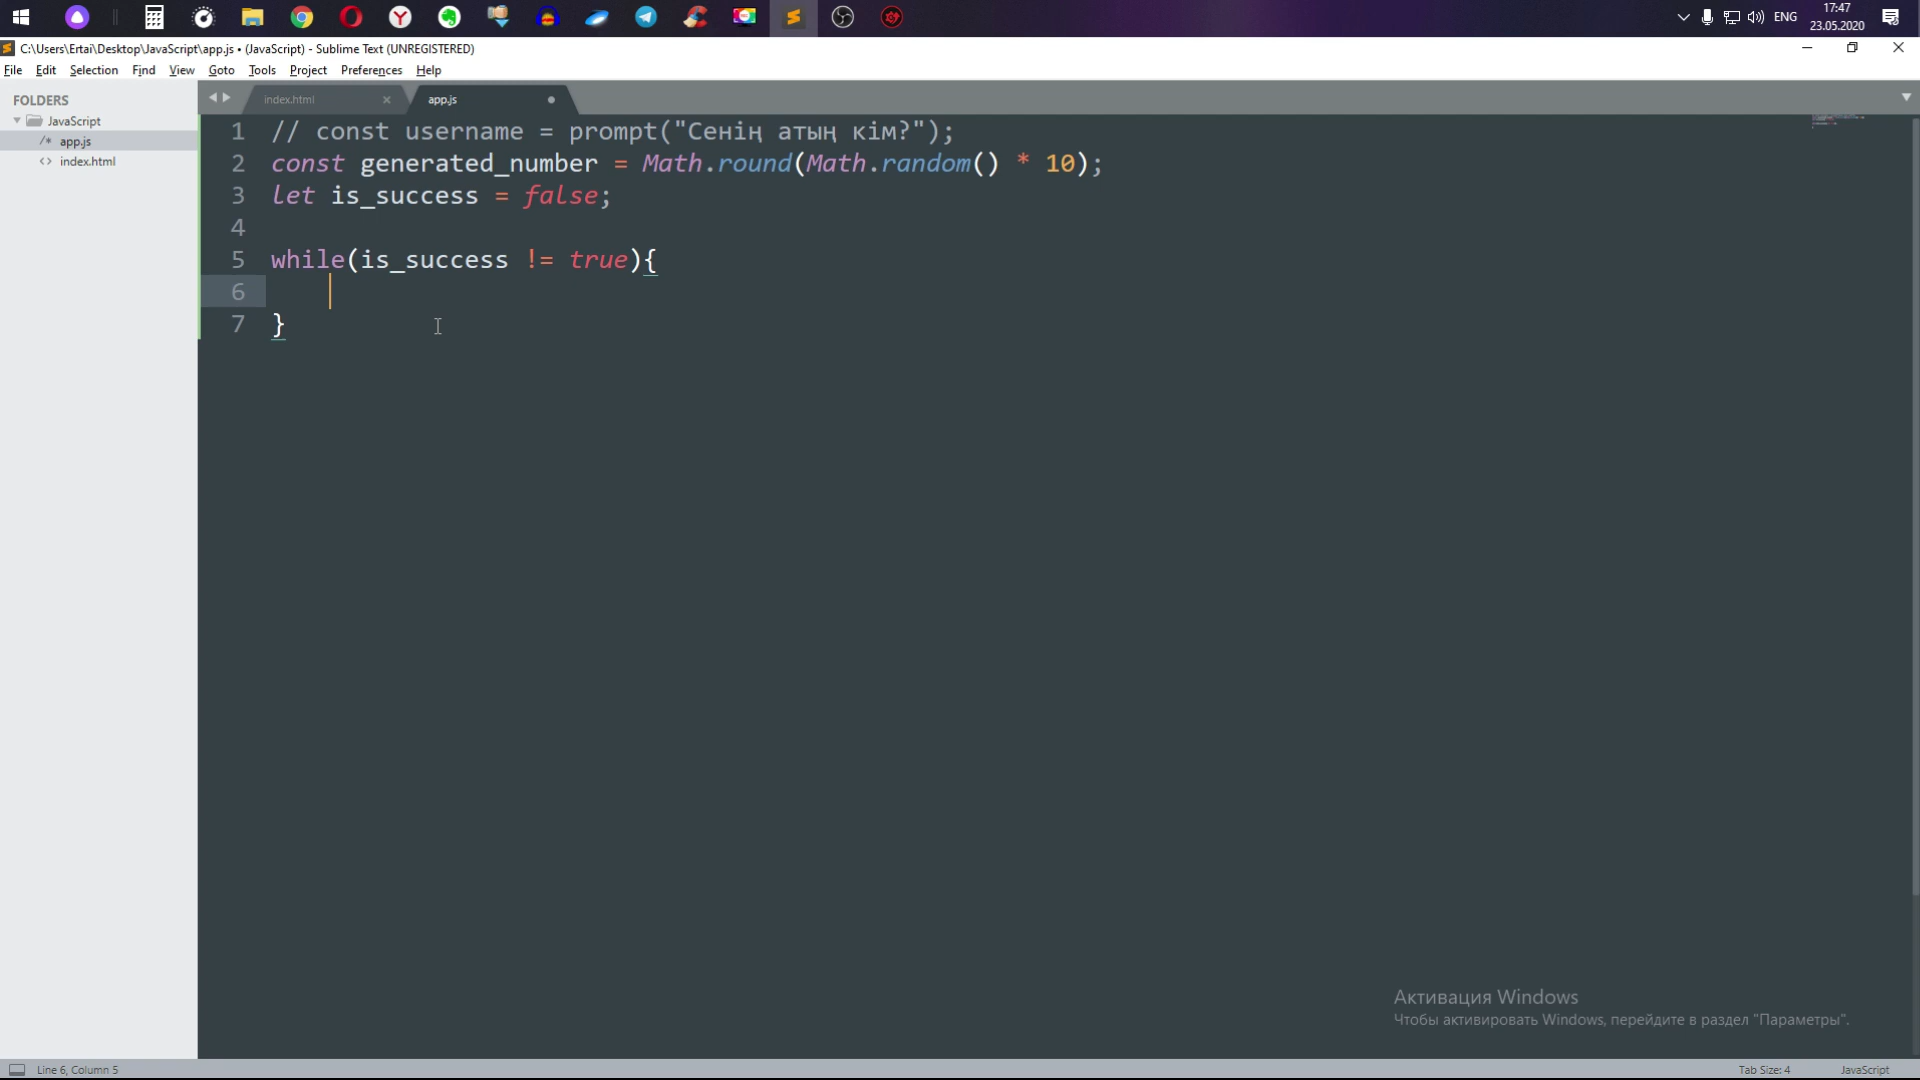 17:47
ENG
23.05.2020
C:\Users\Ertai\Desktop\JavaScript\app.js • (JavaScript) - Sublime Text (UNREGISTERED)
File Edit Selection Find View Goto Tools Project Preferences Help
FOLDERS
JavaScript
/* app.js
<> index.html
index.html
app.js
1 // const username = prompt("Сенің атың кім?");
2 const generated_number = Math.round(Math.random() * 10);
3 let is_success = false;
4
5 while(is_success != true){
6
7 }
Активация Windows
Чтобы активировать Windows, перейдите в раздел "Параметры".
Line 6, Column 5
Tab Size: 4
JavaScript